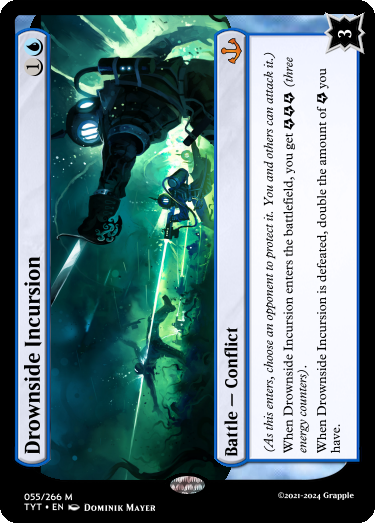 Drownside Incursion
1
Battle — Conflict
(As this enters, choose an opponent to protect it. You and others can attack it.)
When Drownside Incursion enters the battlefield, you get (three
energy counters).
When Drownside Incursion is defeated, double the amount of you
have.
3
055/266 M
TYT • EN DOMINIK MAYER
©2021-2024 Grapple